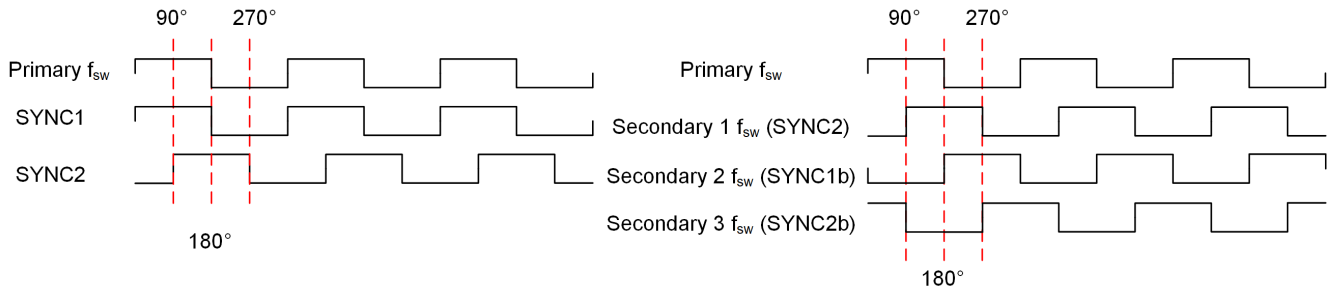 90° 270°
Primary fsw
SYNC1
SYNC2
180°
90° 270°
Primary fsw
Secondary 1 fsw (SYNC2)
Secondary 2 fsw (SYNC1b)
Secondary 3 fsw (SYNC2b)
180°